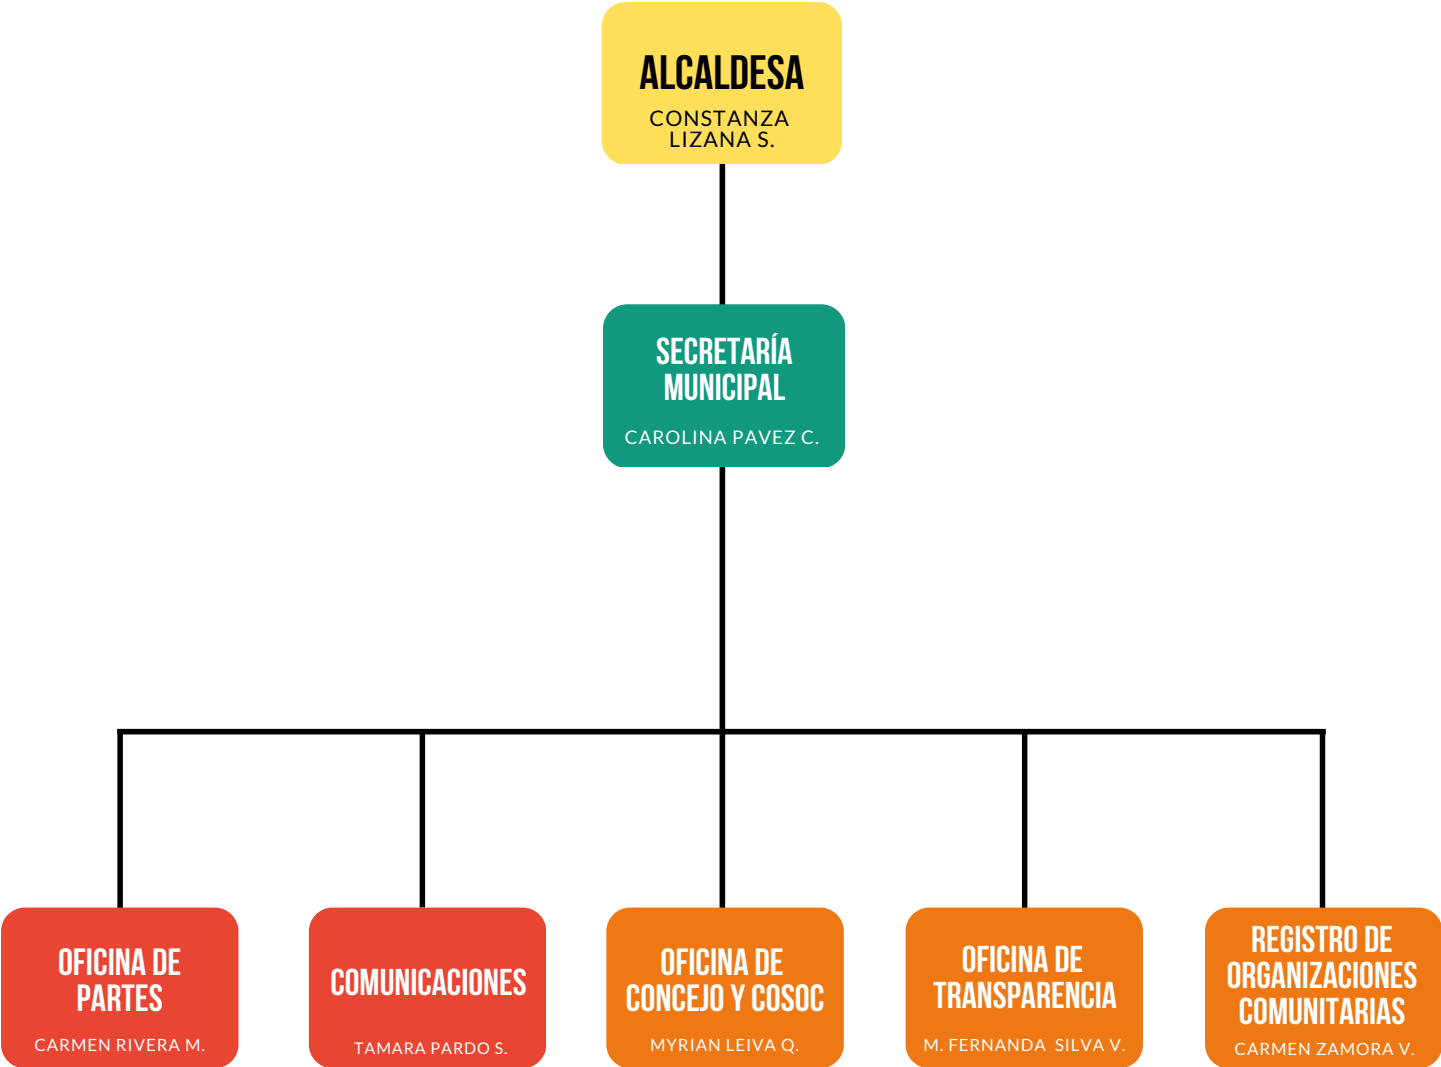 ALCALDESA
CONSTANZA
LIZANA S.
SECRETARÍA
MUNICIPAL
CAROLINA PAVEZ C.
OFICINA DE
PARTES
CARMEN RIVERA M.
COMUNICACIONES
TAMARA PARDO S.
OFICINA DE
CONCEJO Y COSOC
MYRIAN LEIVA Q.
OFICINA DE
TRANSPARENCIA
M. FERNANDA SILVA V.
REGISTRO DE
ORGANIZACIONES
COMUNITARIAS
CARMEN ZAMORA V.